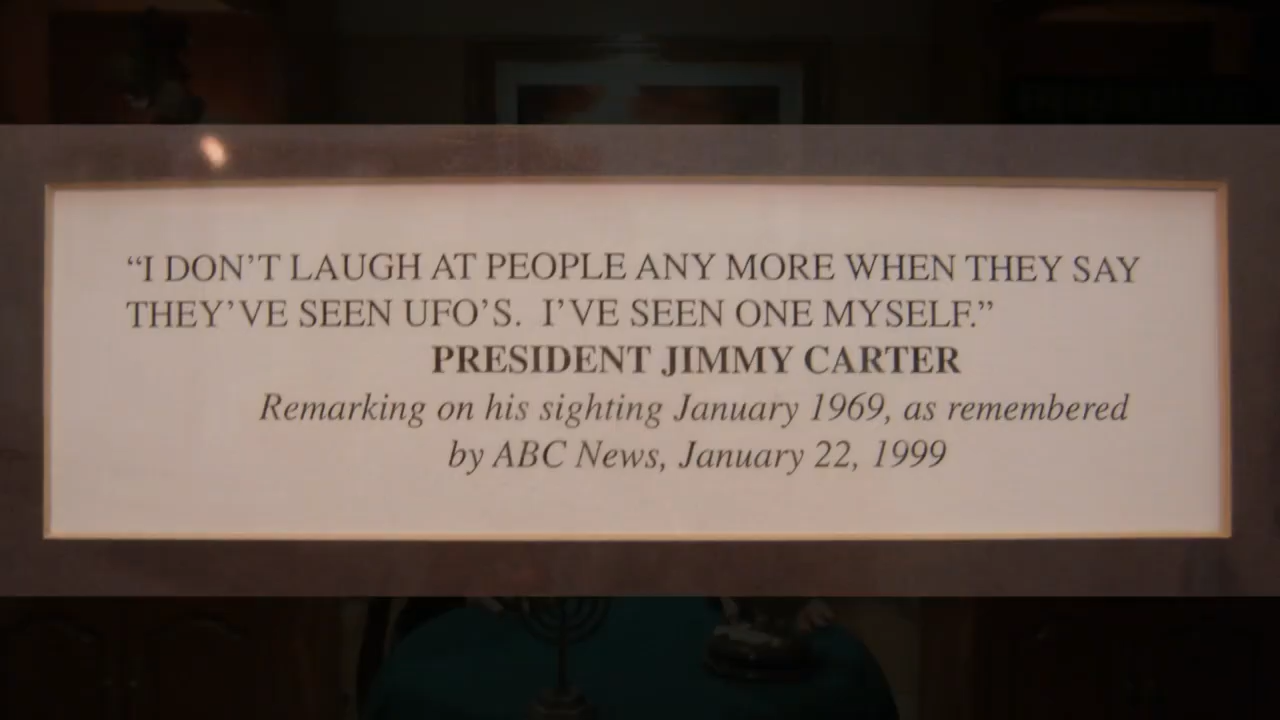 “I DON’T LAUGH AT PEOPLE ANY MORE WHEN THEY SAY
THEY’VE SEEN UFO’S. I’VE SEEN ONE MYSELF.”
PRESIDENT JIMMY CARTER
Remarking on his sighting January 1969, as remembered
by ABC News, January 22, 1999